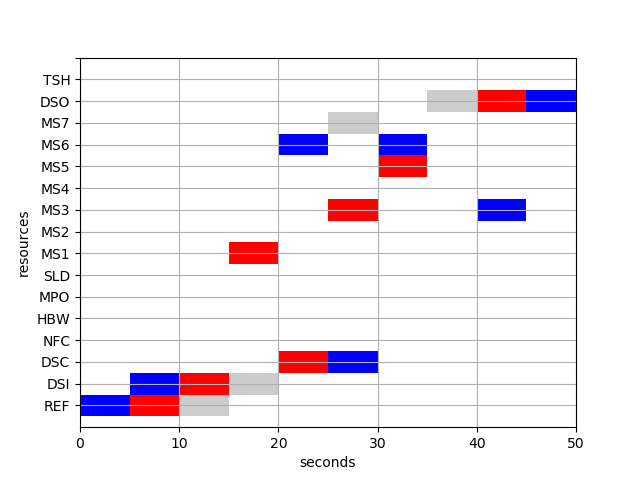 TSH
DSO
MS7
MS6
MS5
MS4
MS3
MS2
MS1
SLD
MPO
HBW
NFC
DSC
DSI
REF
resources
0 10 20 30 40 50
seconds